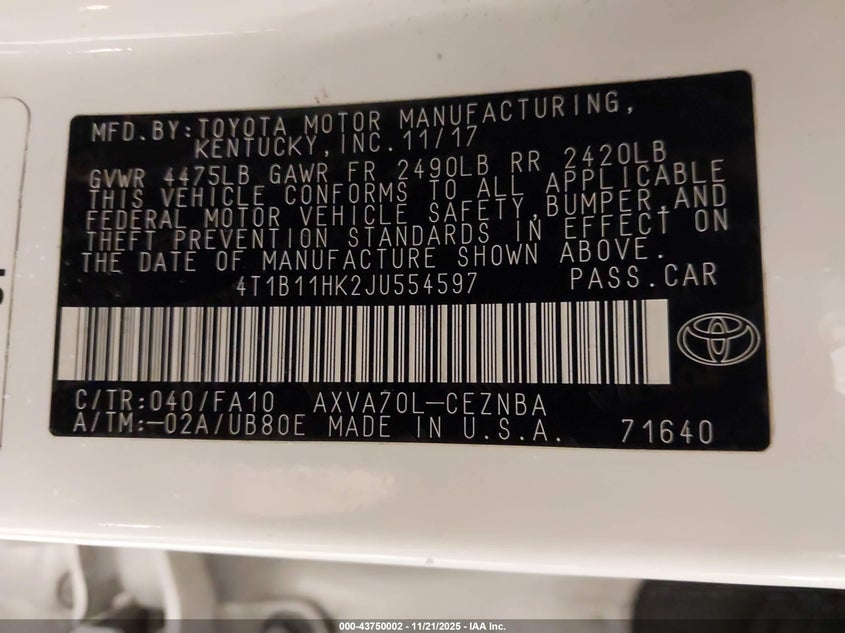 MFD.BY:TOYOTA MOTOR MANUFACTURING,
KENTUCKY,INC.11/17
GVWR 4475LB GAWR FR 2490LB RR 2420LB
THIS VEHICLE CONFORMS TO ALL APPLICABLE
FEDERAL MOTOR VEHICLE SAFETY,BUMPER,AND
THEFT PREVENTION STANDARDS IN EFFECT ON
THE DATE OF MANUFACTURE SHOWN ABOVE.
4T1B11HK2JU554597 PASS.CAR
C/TR:040/FA10 AXVA70L-CEZNBA
A/TM:-02A/UB80E MADE IN U.S.A. 71640
000-43750002 - 11/21/2025 - IAA Inc.